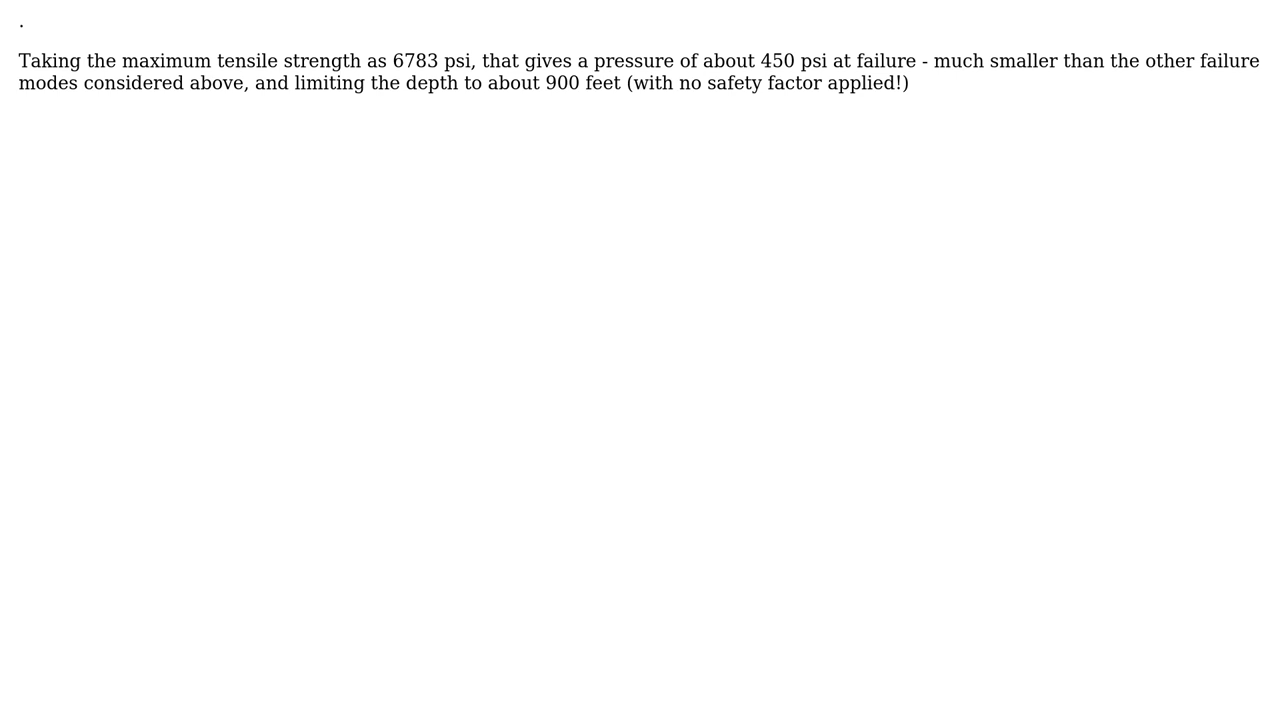 .
Taking the maximum tensile strength as 6783 psi, that gives a pressure of about 450 psi at failure - much smaller than the other failure
modes considered above, and limiting the depth to about 900 feet (with no safety factor applied!)